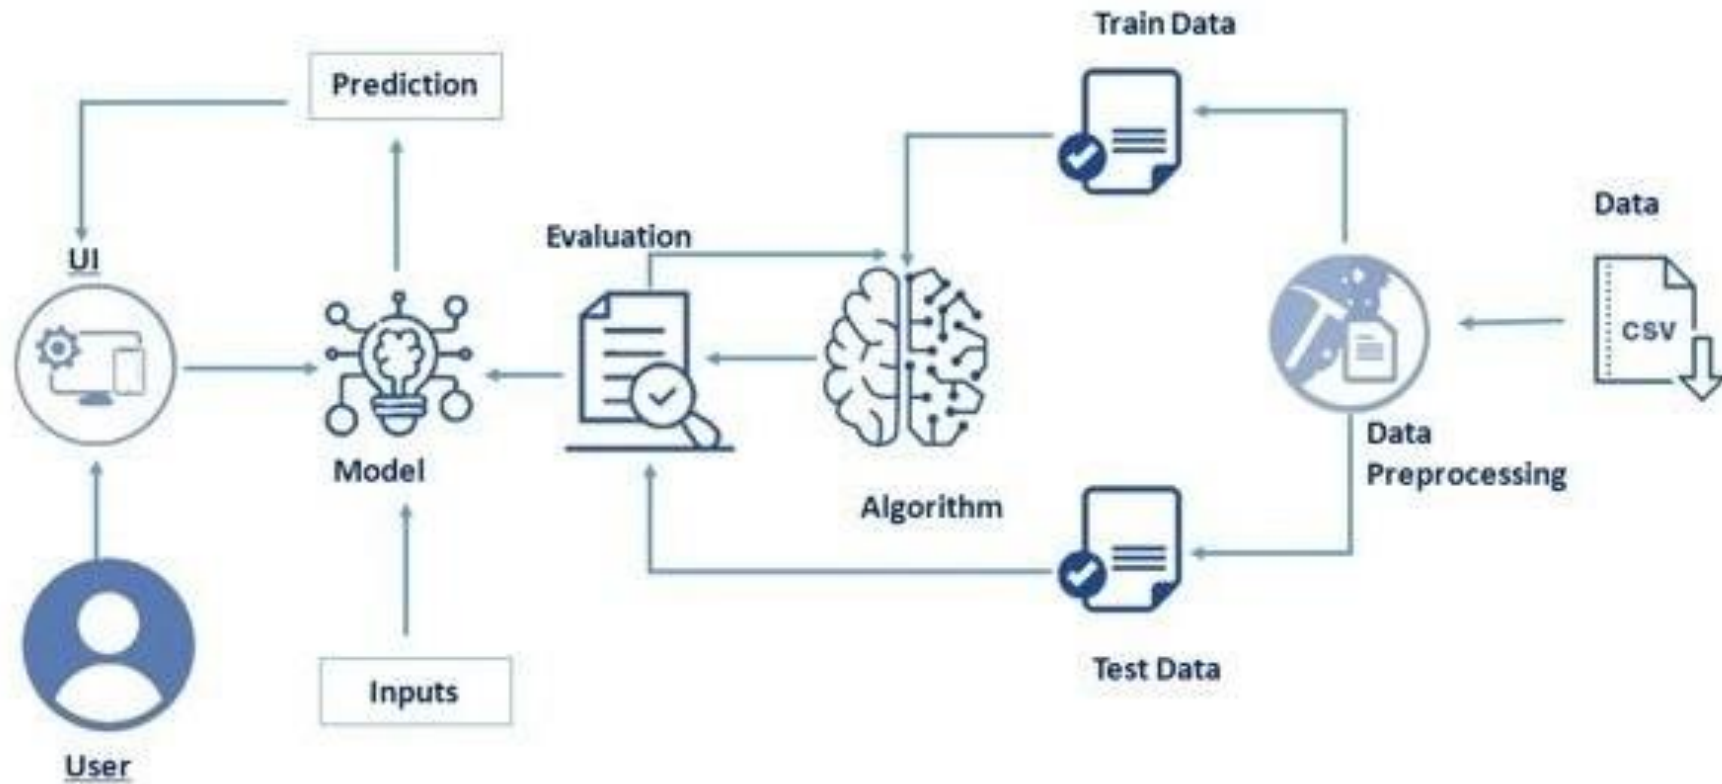 Train Data
Prediction
Data
Evaluation
UI
CSV
Data
Preprocessing
Model
Algorithm
Test Data
Inputs
User